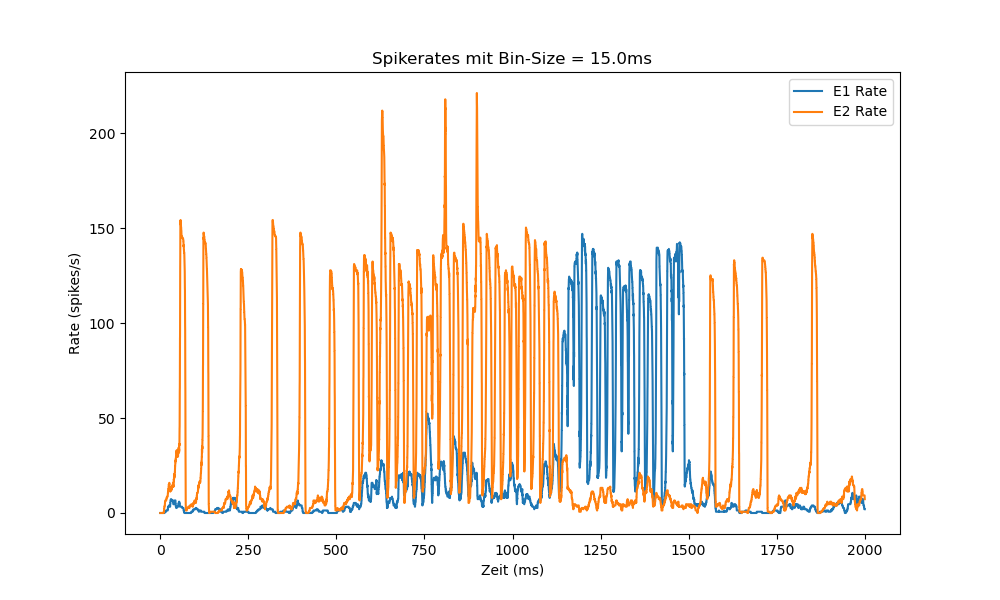 Spikerates mit Bin-Size = 15.0ms
E1 Rate
E2 Rate
Rate (spikes/s)
200
150
100
50
0
0 250 500 750 1000 1250 1500 1750 2000
Zeit (ms)